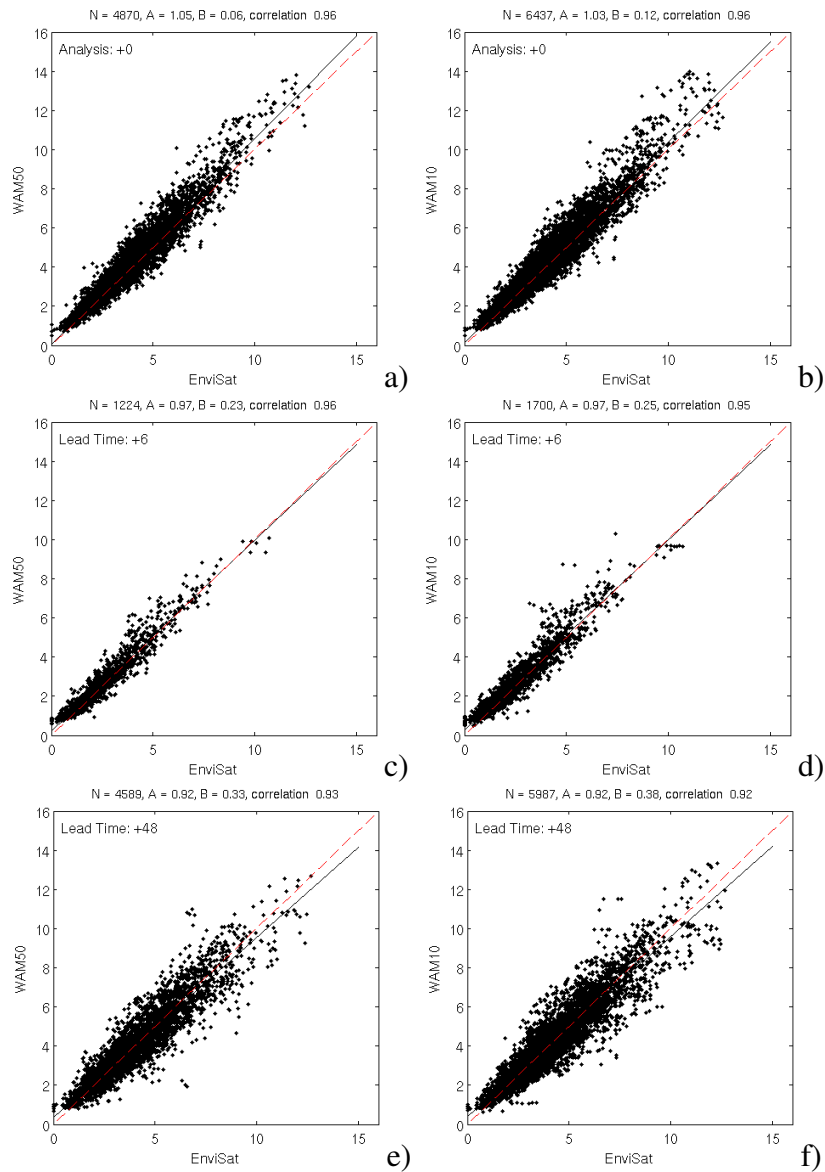 N = 4870, A = 1.05, B = 0.06, correlation 0.96
Analysis: +0
WAM50
16
14
12
10
8
6
4
2
0
0 5 10 15
EnviSat
a)
N = 6437, A = 1.03, B = 0.12, correlation 0.96
Analysis: +0
WAM10
16
14
12
10
8
6
4
2
0
0 5 10 15
EnviSat
b)
N = 1224, A = 0.97, B = 0.23, correlation 0.96
Lead Time: +6
WAM50
16
14
12
10
8
6
4
2
0
0 5 10 15
EnviSat
c)
N = 1700, A = 0.97, B = 0.25, correlation 0.95
Lead Time: +6
WAM10
16
14
12
10
8
6
4
2
0
0 5 10 15
EnviSat
d)
N = 4589, A = 0.92, B = 0.33, correlation 0.93
Lead Time: +48
WAM50
16
14
12
10
8
6
4
2
0
0 5 10 15
EnviSat
e)
N = 5987, A = 0.92, B = 0.38, correlation 0.92
Lead Time: +48
WAM10
16
14
12
10
8
6
4
2
0
0 5 10 15
EnviSat
f)